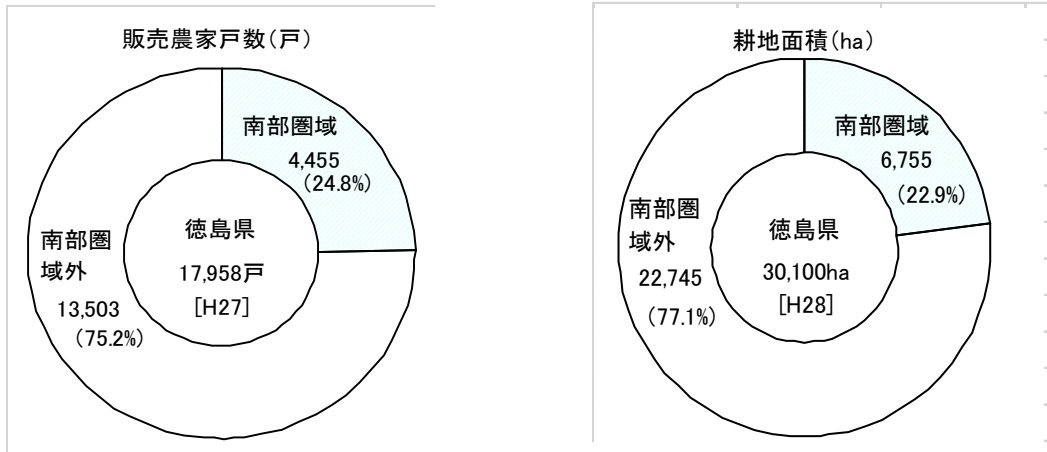 販売農家戸数(戸)
南部圏域
4,455
(24.8%)
徳島県
17,958戸
[H27]
南部圏
域外
13,503
(75.2%)
耕地面積(ha)
南部圏域
6,755
(22.9%)
徳島県
30,100ha
[H28]
南部圏
域外
22,745
(77.1%)